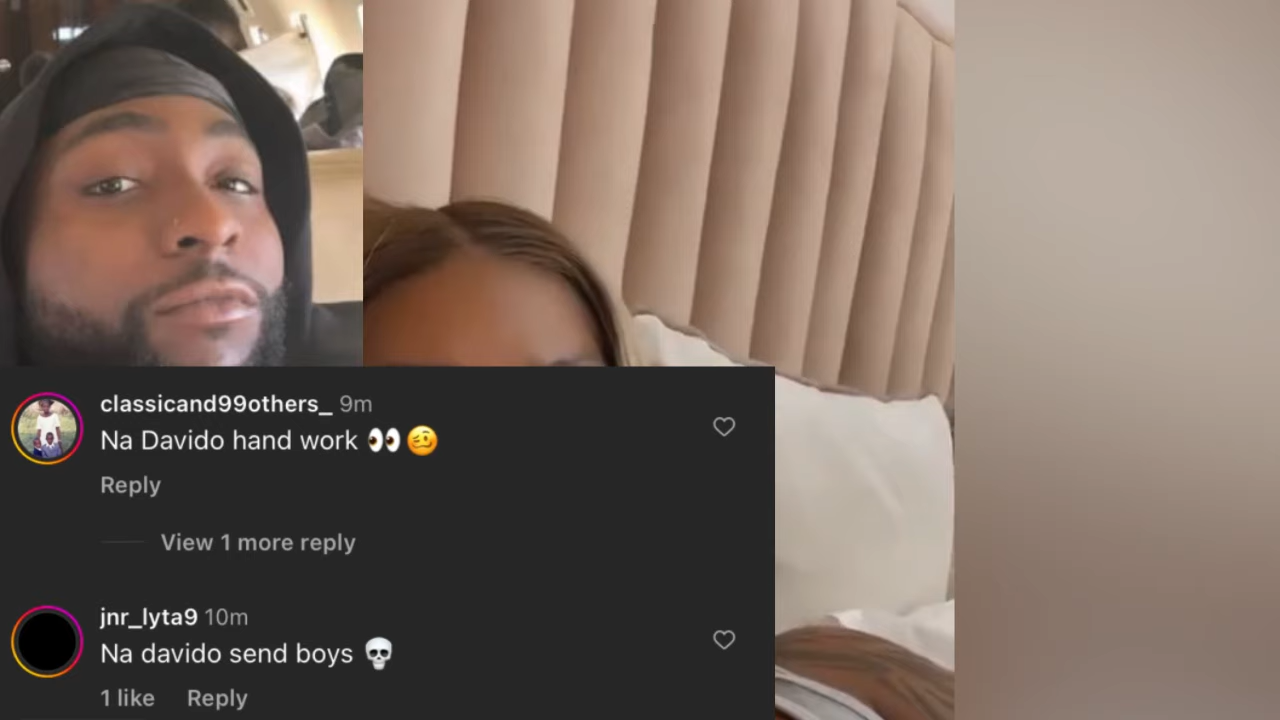 classicand99others_ 9m
Na Davido hand work 👀🥴
Reply
View 1 more reply
jnr_lyta9 10m
Na davido send boys 💀
1 like Reply